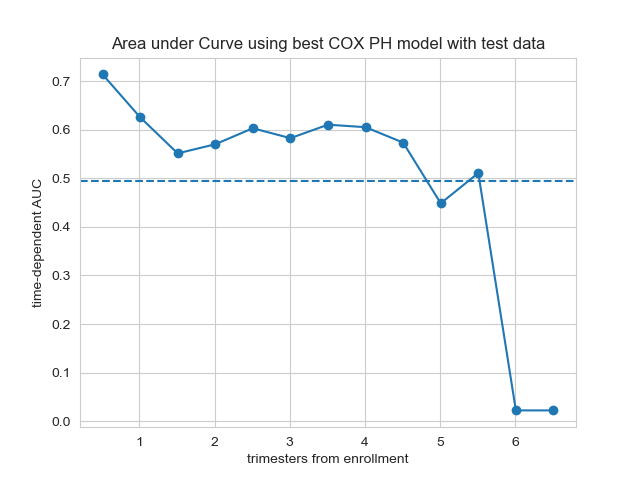 Area under Curve using best COX PH model with test data
time-dependent AUC
0.7
0.6
0.5
0.4
0.3
0.2
0.1
0.0
1 2 3 4 5 6
trimesters from enrollment